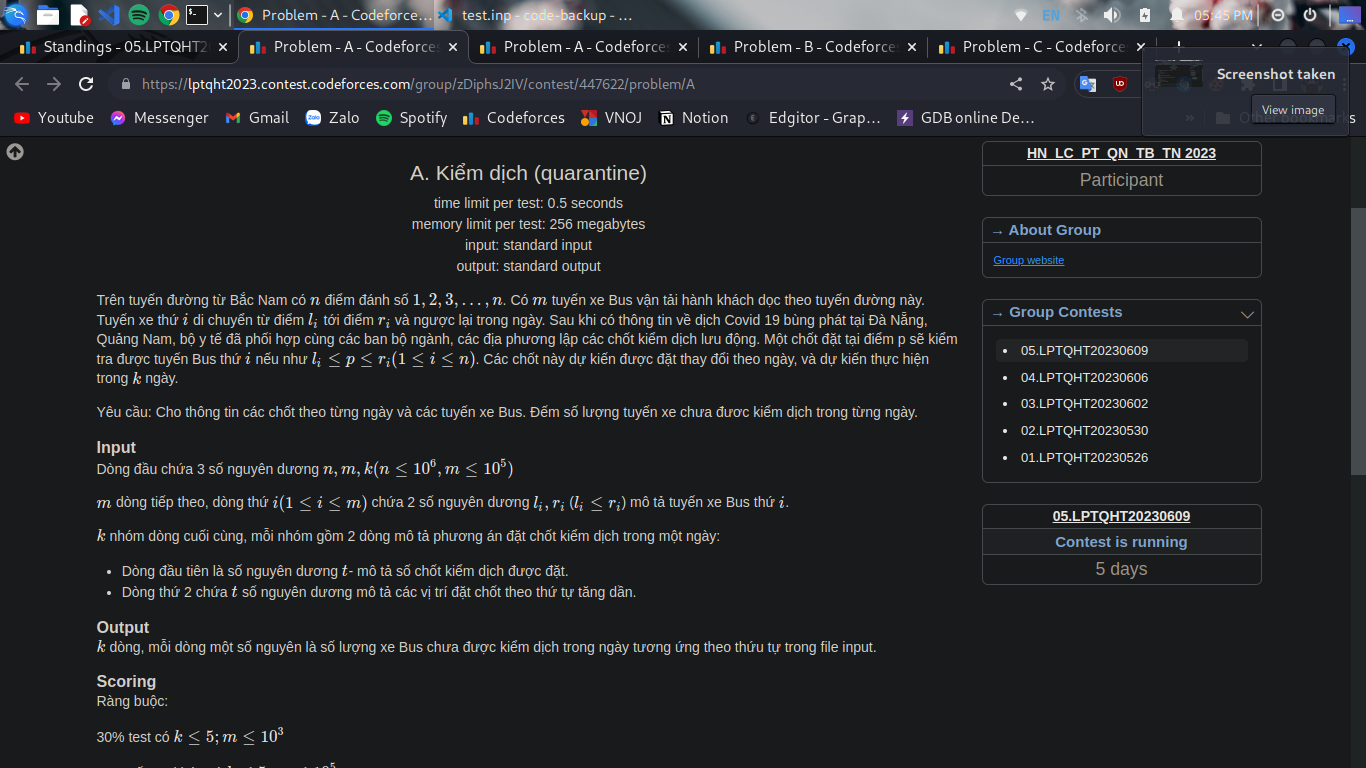 Problem - A - Codeforce...
test.inp - code-backup - ...
EN
05:45 PM
Standings - 05.LPTQHT2
Problem - A - Codeforces
Problem - A - Codeforces
Problem - B - Codeforces
Problem - C - Codeforces
https://lptqht2023.contest.codeforces.com/group/zDiphsJ2IV/contest/447622/problem/A
Screenshot taken
View image
Youtube
Messenger
Gmail
Zalo
Spotify
Codeforces
VNOJ
Notion
Edgitor - Grap...
GDB online De...
Other bookmarks
A. Kiểm dịch (quarantine)
time limit per test: 0.5 seconds
memory limit per test: 256 megabytes
input: standard input
output: standard output
Trên tuyến đường từ Bắc Nam có n điểm đánh số 1, 2, 3, . . . , n. Có m tuyến xe Bus vận tải hành khách dọc theo tuyến đường này.
Tuyến xe thứ i di chuyển từ điểm l_i tới điểm r_i và ngược lại trong ngày. Sau khi có thông tin về dịch Covid 19 bùng phát tại Đà Nẵng,
Quảng Nam, bộ y tế đã phối hợp cùng các ban bộ ngành, các địa phương lập các chốt kiểm dịch lưu động. Một chốt đặt tại điểm p sẽ kiểm
tra được tuyến Bus thứ i nếu như l_i ≤ p ≤ r_i(1 ≤ i ≤ n). Các chốt này dự kiến được đặt thay đổi theo ngày, và dự kiến thực hiện
trong k ngày.
Yêu cầu: Cho thông tin các chốt theo từng ngày và các tuyến xe Bus. Đếm số lượng tuyến xe chưa đươc kiểm dịch trong từng ngày.
Input
Dòng đầu chứa 3 số nguyên dương n, m, k(n ≤ 10^6, m ≤ 10^5)
m dòng tiếp theo, dòng thứ i(1 ≤ i ≤ m) chứa 2 số nguyên dương l_i, r_i (l_i ≤ r_i) mô tả tuyến xe Bus thứ i.
k nhóm dòng cuối cùng, mỗi nhóm gồm 2 dòng mô tả phương án đặt chốt kiểm dịch trong một ngày:
• Dòng đầu tiên là số nguyên dương t- mô tả số chốt kiểm dịch được đặt.
• Dòng thứ 2 chứa t số nguyên dương mô tả các vị trí đặt chốt theo thứ tự tăng dần.
Output
k dòng, mỗi dòng một số nguyên là số lượng xe Bus chưa được kiểm dịch trong ngày tương ứng theo thứu tự trong file input.
Scoring
Ràng buộc:
30% test có k ≤ 5; m ≤ 10^3
HN_LC_PT_QN_TB_TN 2023
Participant
→ About Group
Group website
→ Group Contests
• 05.LPTQHT20230609
• 04.LPTQHT20230606
• 03.LPTQHT20230602
• 02.LPTQHT20230530
• 01.LPTQHT20230526
05.LPTQHT20230609
Contest is running
5 days